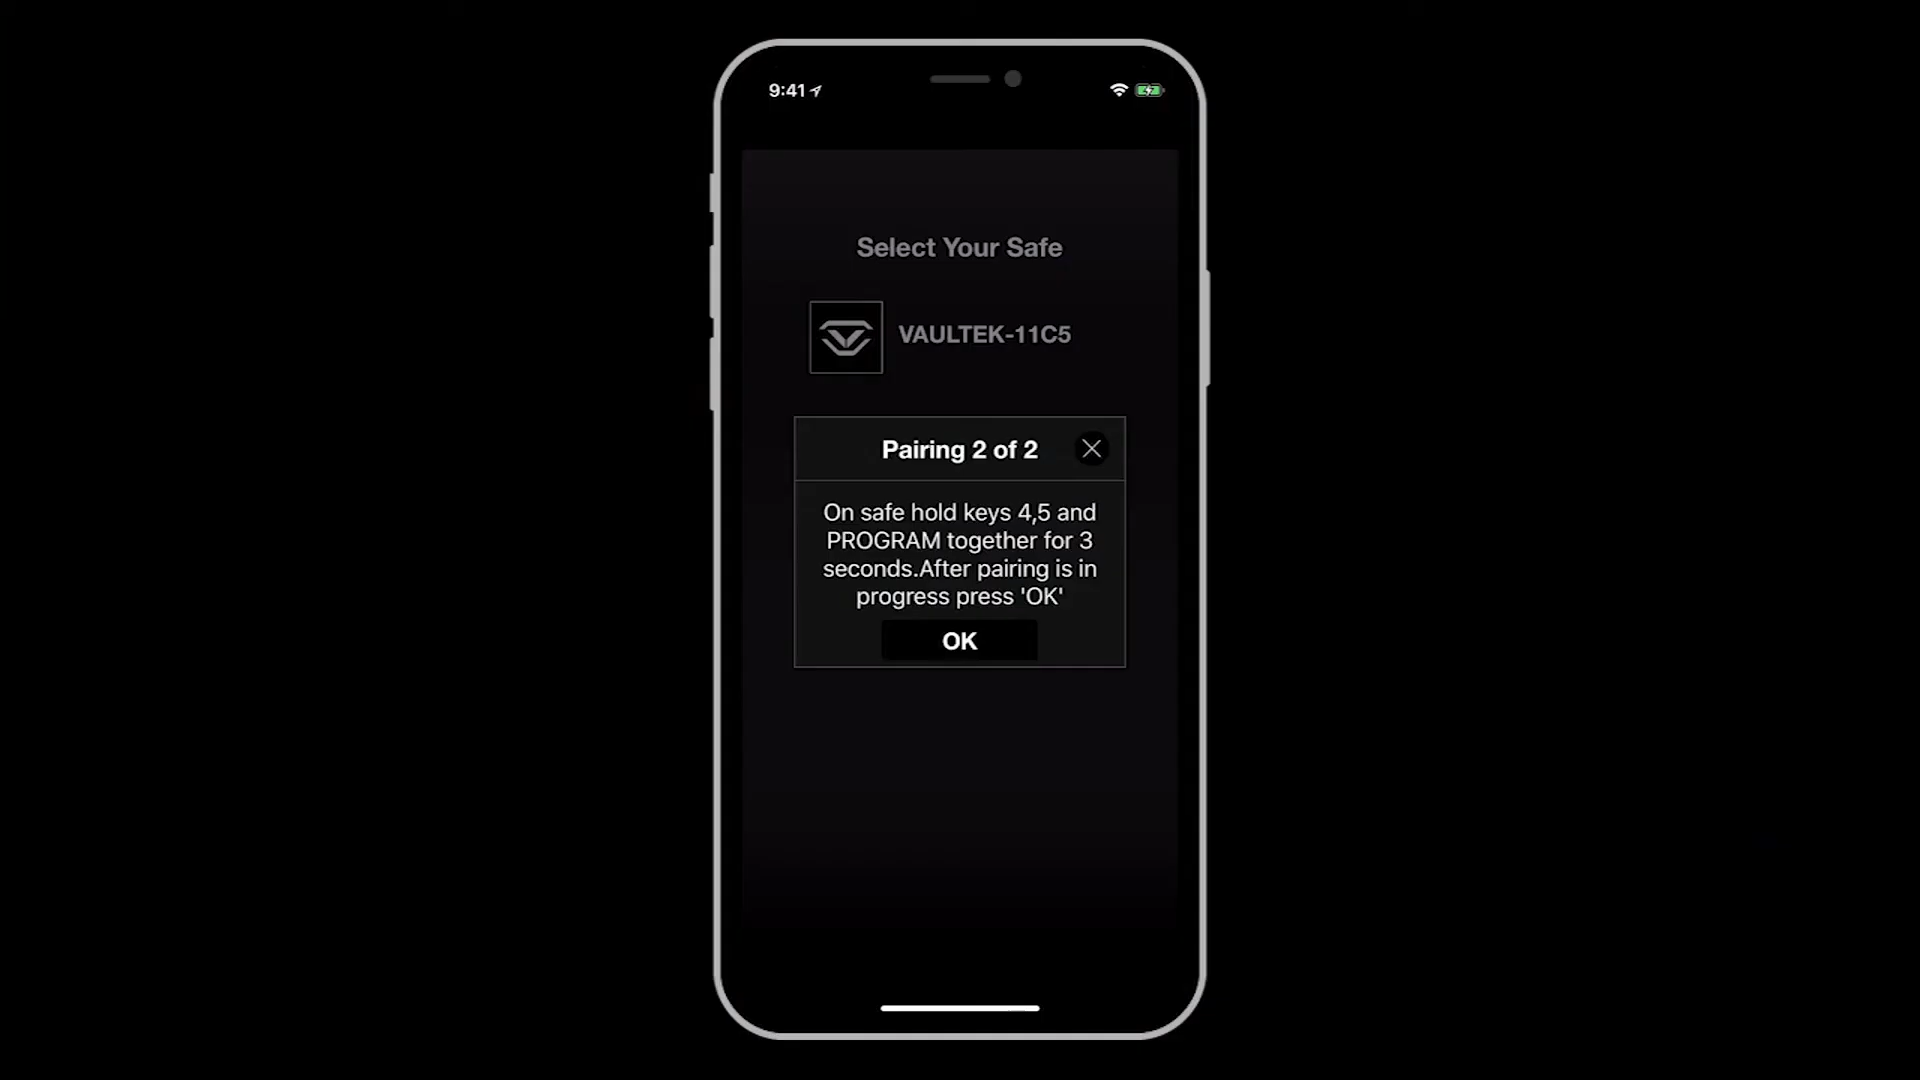 9:41
Select Your Safe
VAULTEK-11C5
Pairing 2 of 2
On safe hold keys 4,5 and
PROGRAM together for 3
seconds.After pairing is in
progress press 'OK'
OK